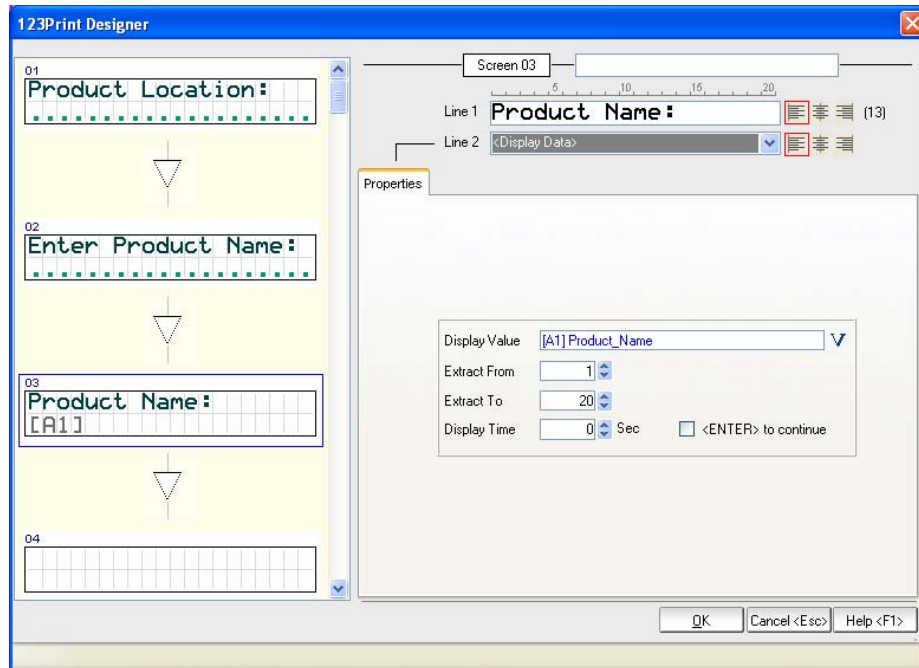 123Print Designer
01
Product Location:
....................
02
Enter Product Name:
....................
03
Product Name:
[A1]
04
Screen 03
5 10 15 20
Line 1 Product Name: (13)
Line 2 <Display Data>
Properties
Display Value [A1] Product_Name V
Extract From 1
Extract To 20
Display Time 0 Sec <ENTER> to continue
OK Cancel <Esc> Help <F1>